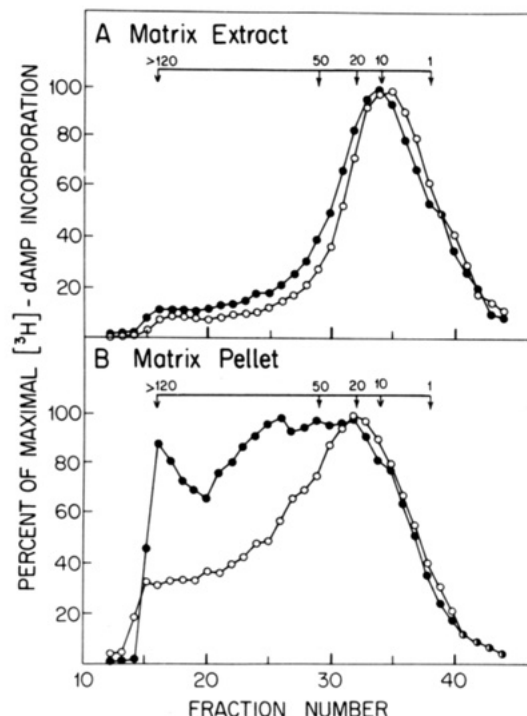 A Matrix Extract
>120 50 20 10 1
100
80
60
40
20
PERCENT OF MAXIMAL [³H]-dAMP INCORPORATION
B Matrix Pellet
>120 50 20 10 1
100
80
60
40
20
10 20 30 40
FRACTION NUMBER